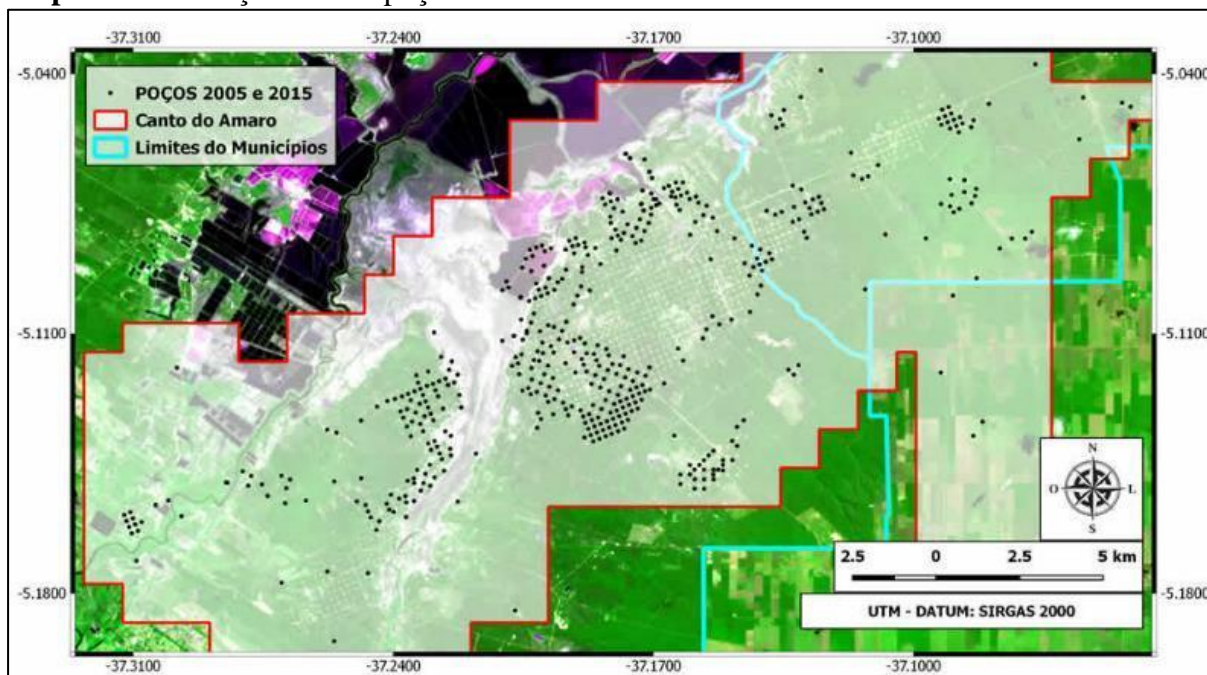 -37.3100 -37.2400 -37.1700 -37.1000
-5.0400 -5.0400
POÇOS 2005 e 2015
Canto do Amaro
Limites do Municípios
-5.1100 -5.1100
N
O L
S
2.5 0 2.5 5 km
-5.1800 -5.1800
UTM - DATUM: SIRGAS 2000
-37.3100 -37.2400 -37.1700 -37.1000